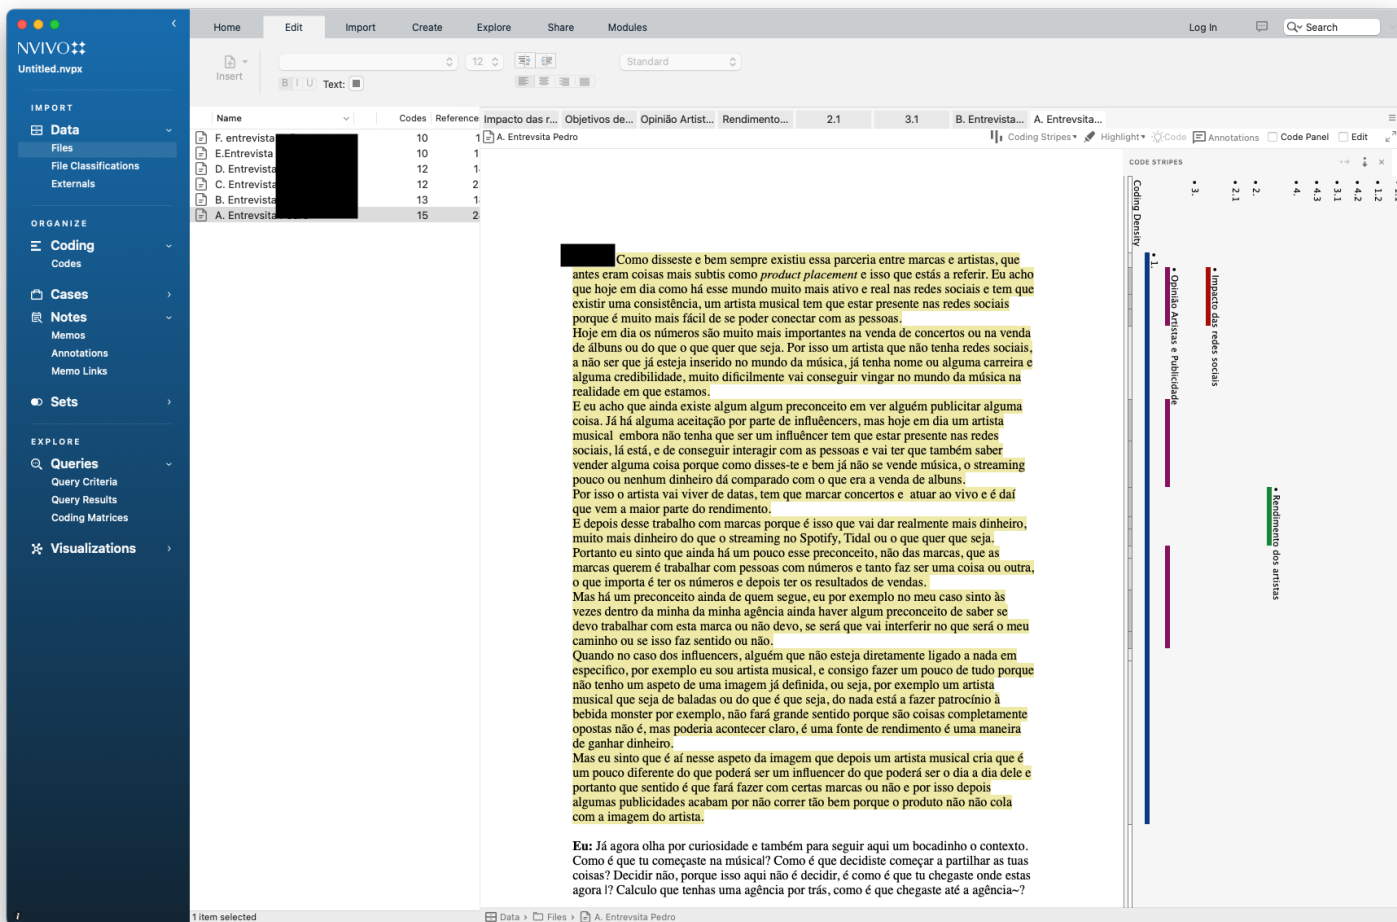 Home Edit Import Create Explore Share Modules Log In Search
NVIVO
Untitled.nvpx
IMPORT
Data
Files
File Classifications
Externals
ORGANIZE
Coding
Codes
Cases
Notes
Memos
Annotations
Memo Links
Sets
EXPLORE
Queries
Query Criteria
Query Results
Coding Matrices
Visualizations
Insert
12
Standard
B I U Text:
Name Codes Reference
F. entrevista 10 1
E.Entrevista 10 1
D. Entrevista 12 1
C. Entrevista 12 2
B. Entrevista 13 1
A. Entrevsita 15 2
1 item selected
Impacto das r... Objetivos de... Opinião Artist... Rendimento... 2.1 3.1 B. Entrevista... A. Entrevsita...
A. Entrevsita Pedro Coding Stripes Highlight Code Annotations Code Panel Edit
Como disseste e bem sempre existiu essa parceria entre marcas e artistas, que
antes eram coisas mais subtis como product placement e isso que estás a referir. Eu acho
que hoje em dia como há esse mundo muito mais ativo e real nas redes sociais e tem que
existir uma consistência, um artista musical tem que estar presente nas redes sociais
porque é muito mais fácil de se poder conectar com as pessoas.
Hoje em dia os números são muito mais importantes na venda de concertos ou na venda
de álbuns ou do que o que quer que seja. Por isso um artista que não tenha redes sociais,
a não ser que já esteja inserido no mundo da música, já tenha nome ou alguma carreira e
alguma credibilidade, muito dificilmente vai conseguir vingar no mundo da música na
realidade em que estamos.
E eu acho que ainda existe algum algum preconceito em ver alguém publicitar alguma
coisa. Já há alguma aceitação por parte de influêencers, mas hoje em dia um artista
musical  embora não tenha que ser um influêncer tem que estar presente nas redes
sociais, lá está, e de conseguir interagir com as pessoas e vai ter que também saber
vender alguma coisa porque como disses-te e bem já não se vende música, o streaming
pouco ou nenhum dinheiro dá comparado com o que era a venda de albuns.
Por isso o artista vai viver de datas, tem que marcar concertos e  atuar ao vivo e é daí
que vem a maior parte do rendimento.
E depois desse trabalho com marcas porque é isso que vai dar realmente mais dinheiro,
muito mais dinheiro do que o streaming no Spotify, Tidal ou o que quer que seja.
Portanto eu sinto que ainda há um pouco esse preconceito, não das marcas, que as
marcas querem é trabalhar com pessoas com números e tanto faz ser uma coisa ou outra,
o que importa é ter os números e depois ter os resultados de vendas.
Mas há um preconceito ainda de quem segue, eu por exemplo no meu caso sinto às
vezes dentro da minha da minha agência ainda haver algum preconceito de saber se
devo trabalhar com esta marca ou não devo, se será que vai interferir no que será o meu
caminho ou se isso faz sentido ou não.
Quando no caso dos influencers, alguém que não esteja diretamente ligado a nada em
especifico, por exemplo eu sou artista musical, e consigo fazer um pouco de tudo porque
não tenho um aspeto de uma imagem já definida, ou seja, por exemplo um artista
musical que seja de baladas ou do que é que seja, do nada está a fazer patrocínio à
bebida monster por exemplo, não fará grande sentido porque são coisas completamente
opostas não é, mas poderia acontecer claro, é uma fonte de rendimento é uma maneira
de ganhar dinheiro.
Mas eu sinto que é aí nesse aspeto da imagem que depois um artista musical cria que é
um pouco diferente do que poderá ser um influencer do que poderá ser o dia a dia dele e
portanto que sentido é que fará fazer com certas marcas ou não e por isso depois
algumas publicidades acabam por não correr tão bem porque o produto não não cola
com a imagem do artista.
Eu: Já agora olha por curiosidade e também para seguir aqui um bocadinho o contexto.
Como é que tu começaste na músical? Como é que decidiste começar a partilhar as tuas
coisas? Decidir não, porque isso aqui não é decidir, é como é que tu chegaste onde estas
agora l? Calculo que tenhas uma agência por trás, como é que chegaste até a agência~?
Data › Files › A. Entrevsita Pedro
CODE STRIPES
Coding Density
1.
Opinião Artistas e Publicidade
3.
Impacto das redes sociais
2.1
2.
Rendimento dos artistas
4.
4.3
3.1
4.2
1.2